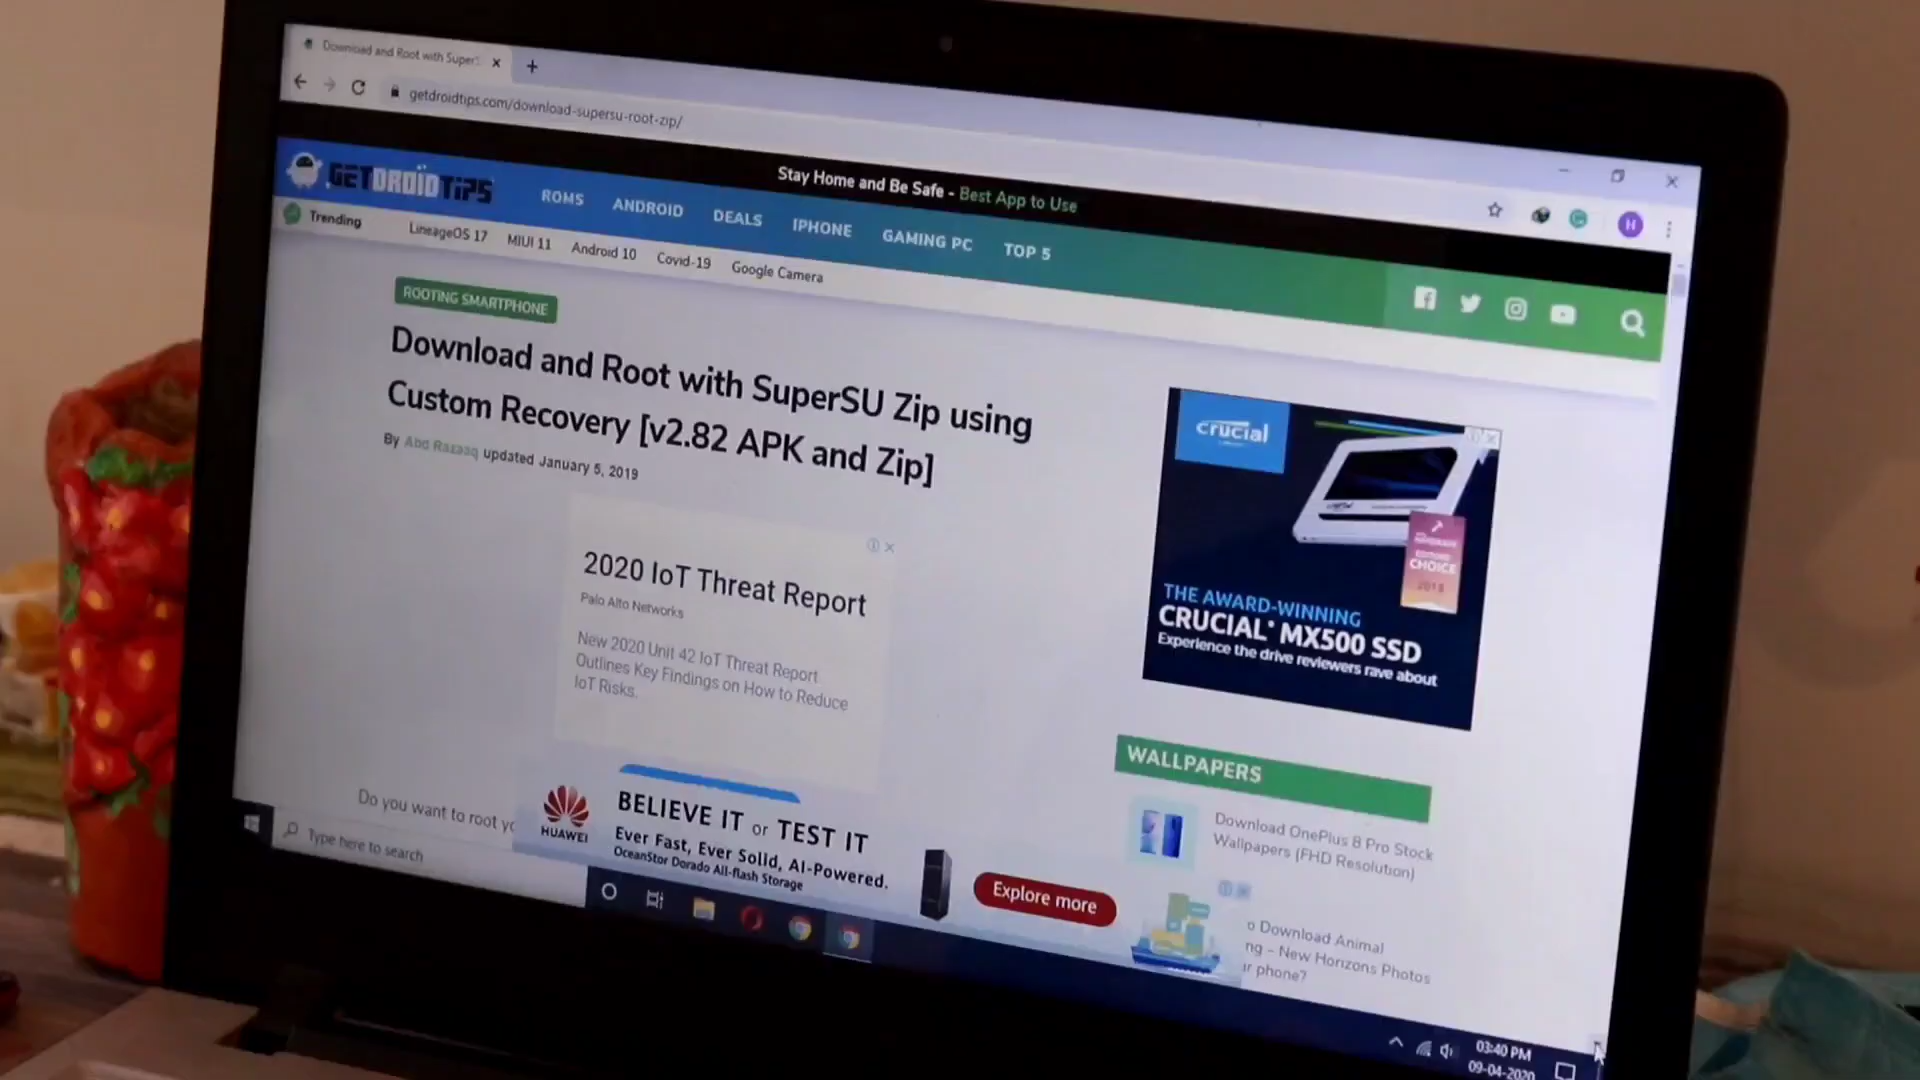 Download and Root with SuperS
getdroidtips.com/download-supersu-root-zip/
H
Stay Home and Be Safe - Best App to Use
GETDROIDTIPS
ROMS ANDROID DEALS IPHONE GAMING PC TOP 5
Trending LineageOS 17 MIUI 11 Android 10 Covid-19 Google Camera
ROOTING SMARTPHONE
Download and Root with SuperSU Zip using
Custom Recovery [v2.82 APK and Zip]
By Abd Razaaq updated January 5, 2019
2020 IoT Threat Report
Palo Alto Networks
New 2020 Unit 42 IoT Threat Report
Outlines Key Findings on How to Reduce
IoT Risks.
crucial
CHOICE
THE AWARD-WINNING
CRUCIAL MX500 SSD
Experience the drive reviewers rave about
WALLPAPERS
Download OnePlus 8 Pro Stock
Wallpapers (FHD Resolution)
o Download Animal
ng – New Horizons Photos
r phone?
Do you want to root yo
HUAWEI
BELIEVE IT or TEST IT
Ever Fast, Ever Solid, AI-Powered.
OceanStor Dorado All-flash Storage
Explore more
Type here to search
03:40 PM
09-04-2020